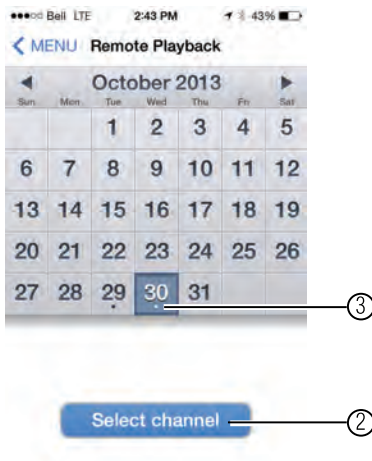 Bell LTE 2:43 PM 43%
MENU Remote Playback
October 2013
Sun Mon Tue Wed Thu Fri Sat
1 2 3 4 5
6 7 8 9 10 11 12
13 14 15 16 17 18 19
20 21 22 23 24 25 26
27 28 29 30 31
③
Select channel
②